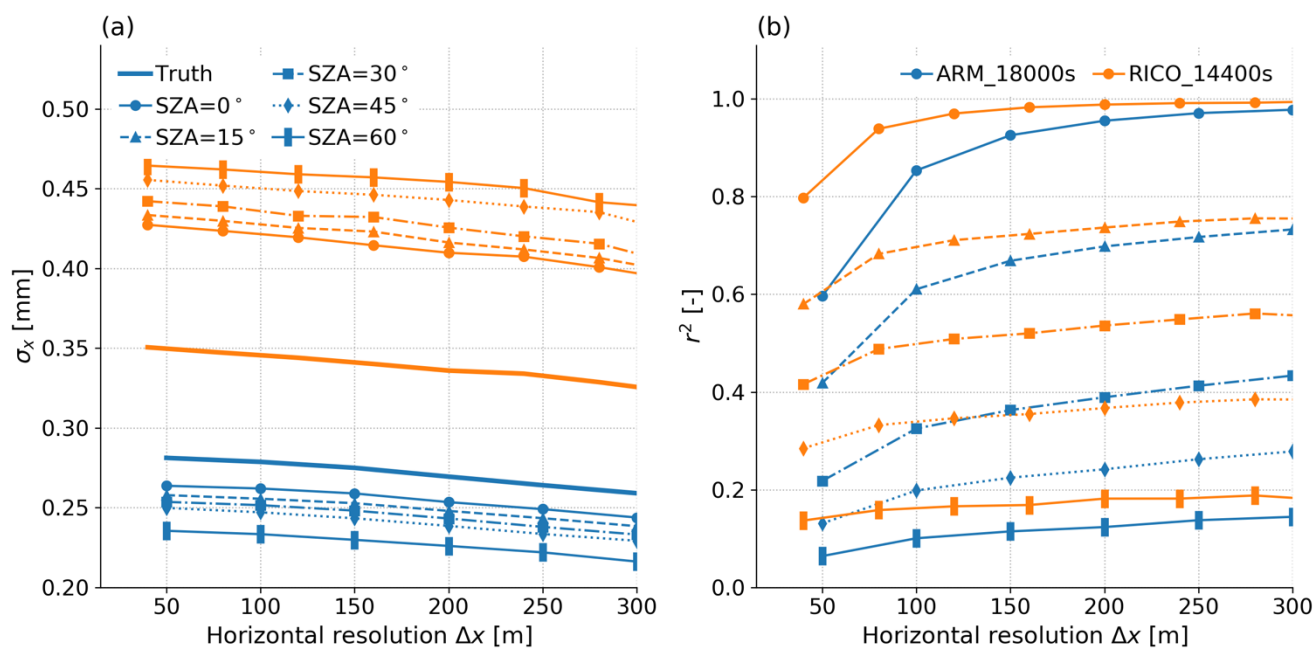 (a)
Truth
SZA=0°
SZA=15°
SZA=30°
SZA=45°
SZA=60°
0.50
0.45
0.40
0.35
0.30
0.25
0.20
σx [mm]
50 100 150 200 250 300
Horizontal resolution Δx [m]
(b)
ARM_18000s RICO_14400s
1.0
0.8
0.6
0.4
0.2
0.0
r² [-]
50 100 150 200 250 300
Horizontal resolution Δx [m]